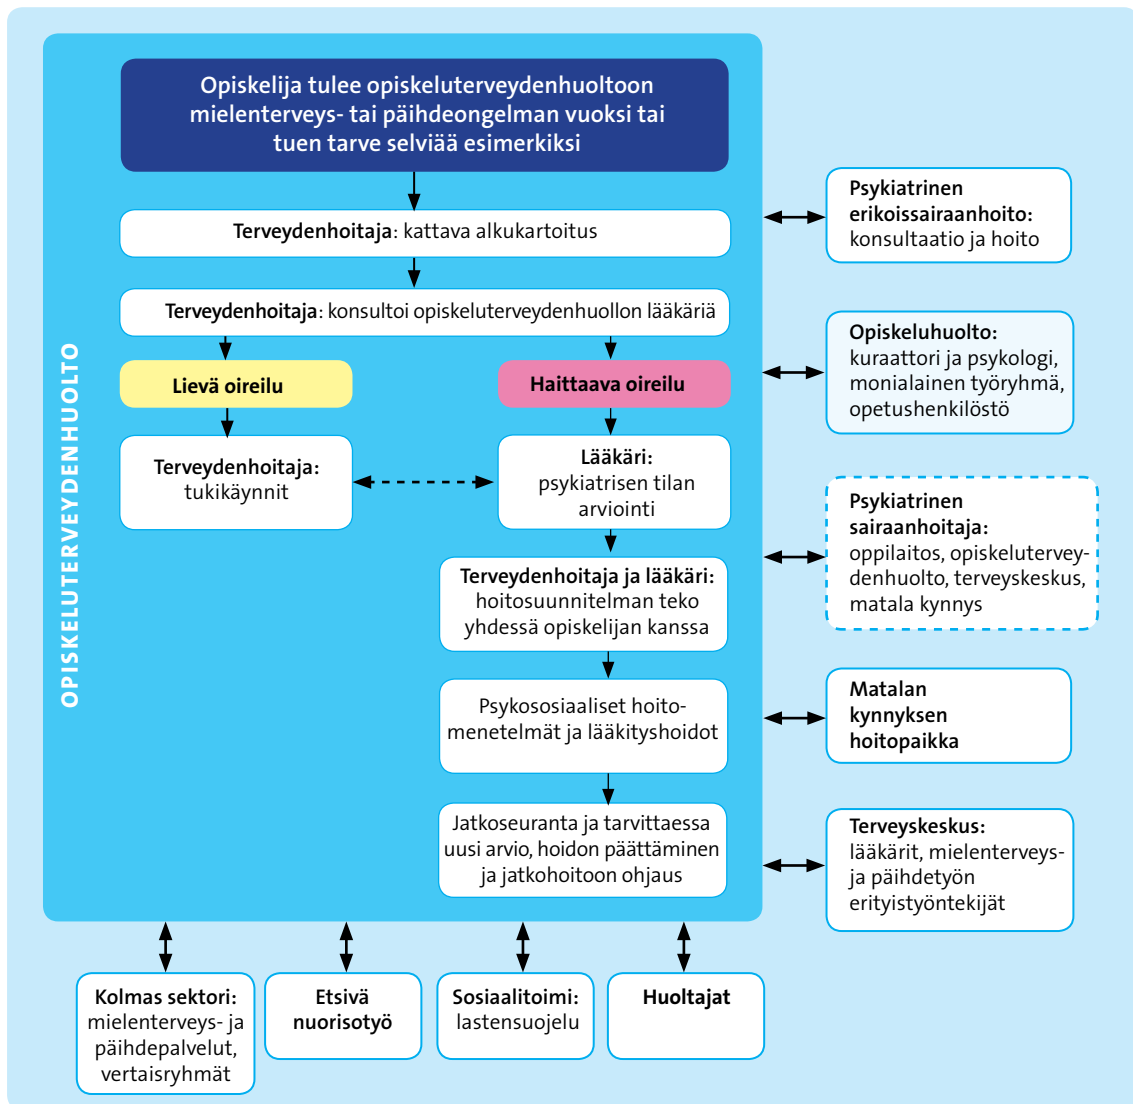 Opiskelija tulee opiskeluterveydenhuoltoon
mielenterveys- tai päihdeongelman vuoksi tai
tuen tarve selviää esimerkiksi
Terveydenhoitaja: kattava alkukartoitus
Terveydenhoitaja: konsultoi opiskeluterveydenhuollon lääkäriä
Lievä oireilu
Haittaava oireilu
Terveydenhoitaja:
tukikäynnit
Lääkäri:
psykiatrisen tilan
arviointi
Terveydenhoitaja ja lääkäri:
hoitosuunnitelman teko
yhdessä opiskelijan kanssa
Psykososiaaliset hoito-
menetelmät ja lääkityshoidot
Jatkoseuranta ja tarvittaessa
uusi arvio, hoidon päättäminen
ja jatkohoitoon ohjaus
OPISKELUTERVEYDENHUOLTO
Psykiatrinen
erikoissairaanhoito:
konsultaatio ja hoito
Opiskeluhuolto:
kuraattori ja psykologi,
monialainen työryhmä,
opetushenkilöstö
Psykiatrinen
sairaanhoitaja:
oppilaitos, opiskelutervey-
denhuolto, terveyskeskus,
matala kynnys
Matalan
kynnyksen
hoitopaikka
Terveyskeskus:
lääkärit, mielenterveys-
ja päihdetyön
erityistyöntekijät
Kolmas sektori:
mielenterveys- ja
päihdepalvelut,
vertaisryhmät
Etsivä
nuorisotyö
Sosiaalitoimi:
lastensuojelu
Huoltajat